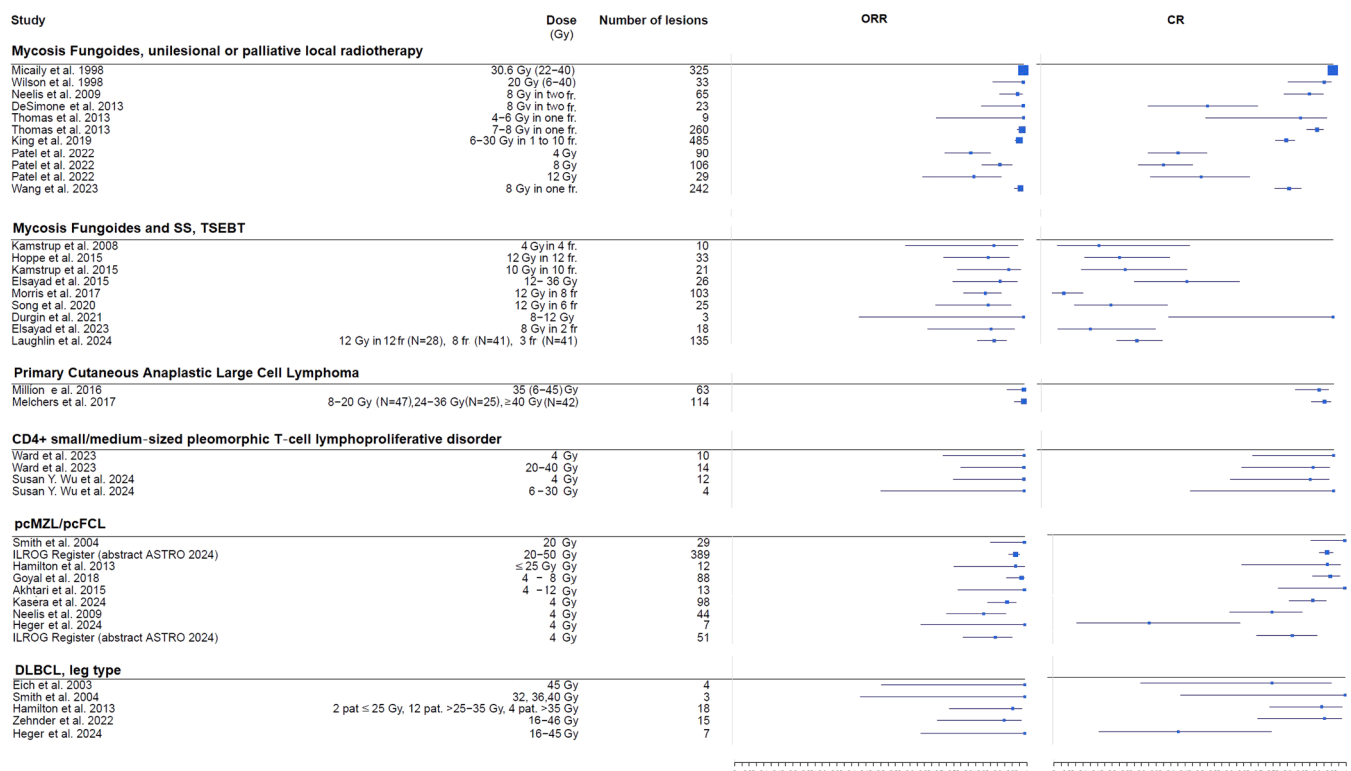 Study Dose Number of lesions ORR CR
(Gy)
Mycosis Fungoides, unilesional or palliative local radiotherapy
Micaily et al. 1998 30.6 Gy (22–40) 325
Wilson et al. 1998 20 Gy (6–40) 33
Neelis et al. 2009 8 Gy in two fr. 65
DeSimone et al. 2013 8 Gy in two fr. 23
Thomas et al. 2013 4–6 Gy in one fr. 9
Thomas et al. 2013 7–8 Gy in one fr. 260
King et al. 2019 6–30 Gy in 1 to 10 fr. 485
Patel et al. 2022 4 Gy 90
Patel et al. 2022 8 Gy 106
Patel et al. 2022 12 Gy 29
Wang et al. 2023 8 Gy in one fr. 242
Mycosis Fungoides and SS, TSEBT
Kamstrup et al. 2008 4 Gy in 4 fr. 10
Hoppe et al. 2015 12 Gy in 12 fr. 33
Kamstrup et al. 2015 10 Gy in 10 fr. 21
Elsayad et al. 2015 12– 36 Gy 26
Morris et al. 2017 12 Gy in 8 fr 103
Song et al. 2020 12 Gy in 6 fr 25
Durgin et al. 2021 8–12 Gy 3
Elsayad et al. 2023 8 Gy in 2 fr 18
Laughlin et al. 2024 12 Gy in 12 fr (N=28), 8 fr (N=41), 3 fr (N=41) 135
Primary Cutaneous Anaplastic Large Cell Lymphoma
Million e al. 2016 35 (6–45) Gy 63
Melchers et al. 2017 8–20 Gy (N=47),24–36 Gy(N=25), ≥40 Gy (N=42) 114
CD4+ small/medium-sized pleomorphic T-cell lymphoproliferative disorder
Ward et al. 2023 4 Gy 10
Ward et al. 2023 20–40 Gy 14
Susan Y. Wu et al. 2024 4 Gy 12
Susan Y. Wu et al. 2024 6 –30 Gy 4
pcMZL/pcFCL
Smith et al. 2004 20 Gy 29
ILROG Register (abstract ASTRO 2024) 20–50 Gy 389
Hamilton et al. 2013 ≤ 25 Gy Gy 12
Goyal et al. 2018 4 – 8 Gy 88
Akhtari et al. 2015 4 –12 Gy 13
Kasera et al. 2024 4 Gy 98
Neelis et al. 2009 4 Gy 44
Heger et al. 2024 4 Gy 7
ILROG Register (abstract ASTRO 2024) 4 Gy 51
DLBCL, leg type
Eich et al. 2003 45 Gy 4
Smith et al. 2004 32, 36,40 Gy 3
Hamilton et al. 2013 2 pat ≤ 25 Gy, 12 pat. >25–35 Gy, 4 pat. >35 Gy 18
Zehnder et al. 2022 16–46 Gy 15
Heger et al. 2024 16–45 Gy 7